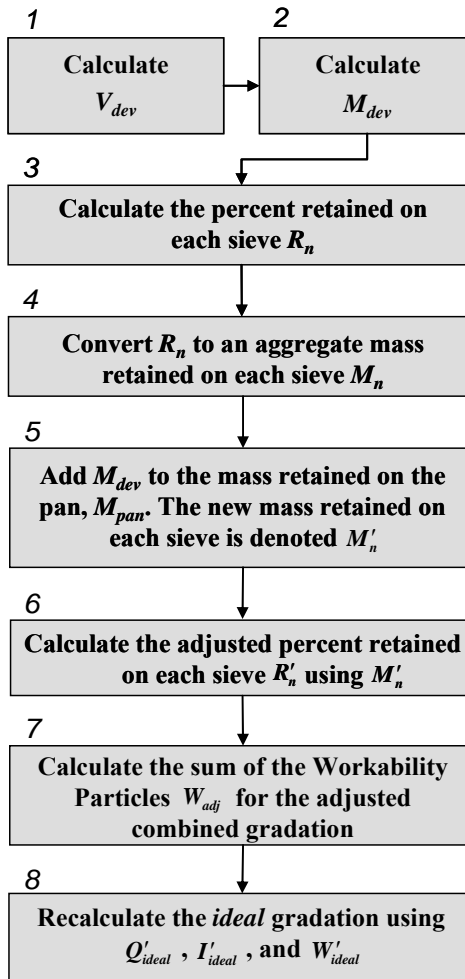 1
Calculate
V_dev
2
Calculate
M_dev
3
Calculate the percent retained on
each sieve R_n
4
Convert R_n to an aggregate mass
retained on each sieve M_n
5
Add M_dev to the mass retained on the
pan, M_pan. The new mass retained on
each sieve is denoted M′_n
6
Calculate the adjusted percent retained
on each sieve R′_n using M′_n
7
Calculate the sum of the Workability
Particles W_adj for the adjusted
combined gradation
8
Recalculate the ideal gradation using
Q′_ideal , I′_ideal , and W′_ideal